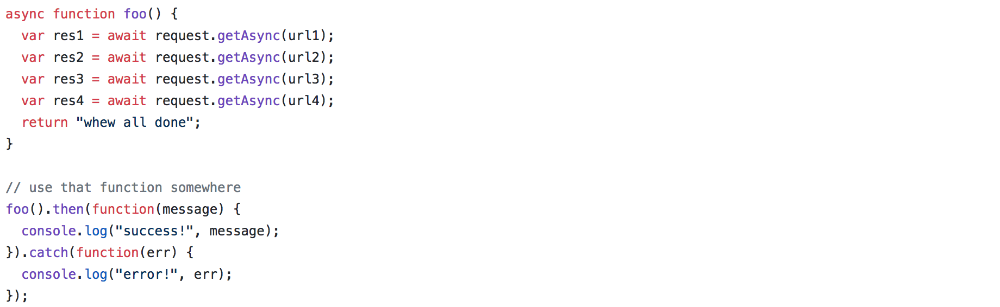 async function foo() {
  var res1 = await request.getAsync(url1);
  var res2 = await request.getAsync(url2);
  var res3 = await request.getAsync(url3);
  var res4 = await request.getAsync(url4);
  return "whew all done";
}

// use that function somewhere
foo().then(function(message) {
  console.log("success!", message);
}).catch(function(err) {
  console.log("error!", err);
});